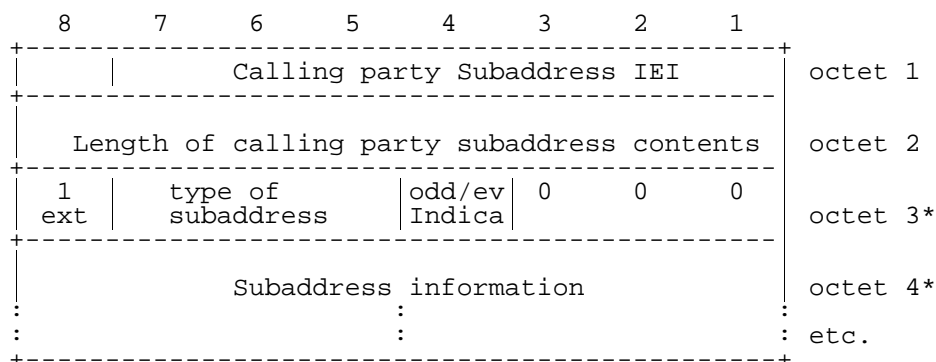 8 7 6 5 4 3 2 1
Calling party Subaddress IEI octet 1
Length of calling party subaddress contents octet 2
1 type of odd/ev 0 0 0
ext subaddress Indica octet 3*
Subaddress information octet 4*
: : :
: : : etc.